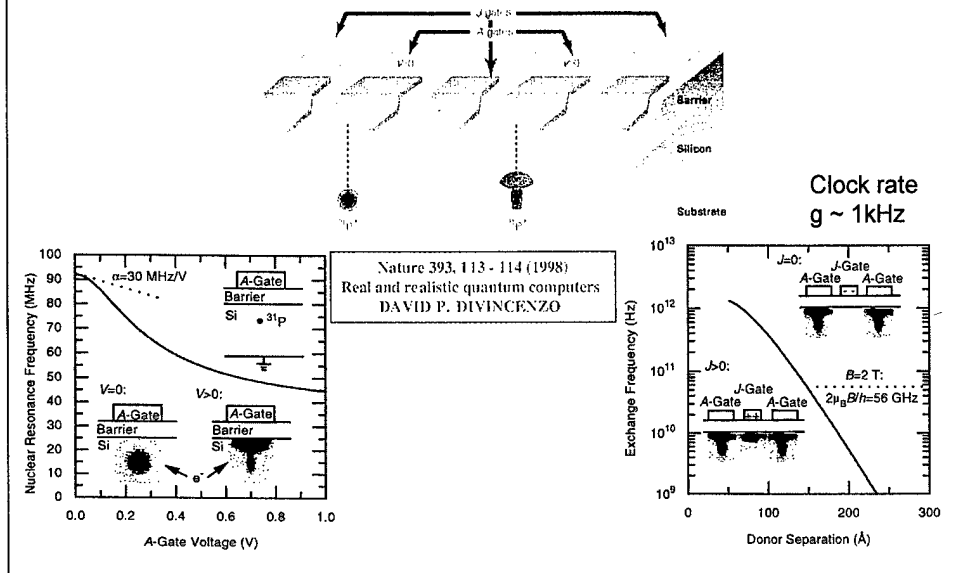 J gates
A gates
V=0
V>0
Barrier
Silicon
Substrate
Clock rate
g ~ 1kHz
Nature 393, 113 - 114 (1998)
Real and realistic quantum computers
DAVID P. DIVINCENZO
Nuclear Resonance Frequency (MHz)
100
90
80
70
60
50
40
30
20
10
0
α=30 MHz/V
A-Gate
Barrier
Si
³¹P
V=0:
A-Gate
Barrier
Si
V>0:
A-Gate
Barrier
Si
e⁻
0.0 0.2 0.4 0.6 0.8 1.0
A-Gate Voltage (V)
Exchange Frequency (Hz)
10¹³
10¹²
10¹¹
10¹⁰
10⁹
J=0:
J-Gate
A-Gate A-Gate
B=2 T:
2μBB/h=56 GHz
J>0:
J-Gate
A-Gate A-Gate
0 100 200 300
Donor Separation (Å)